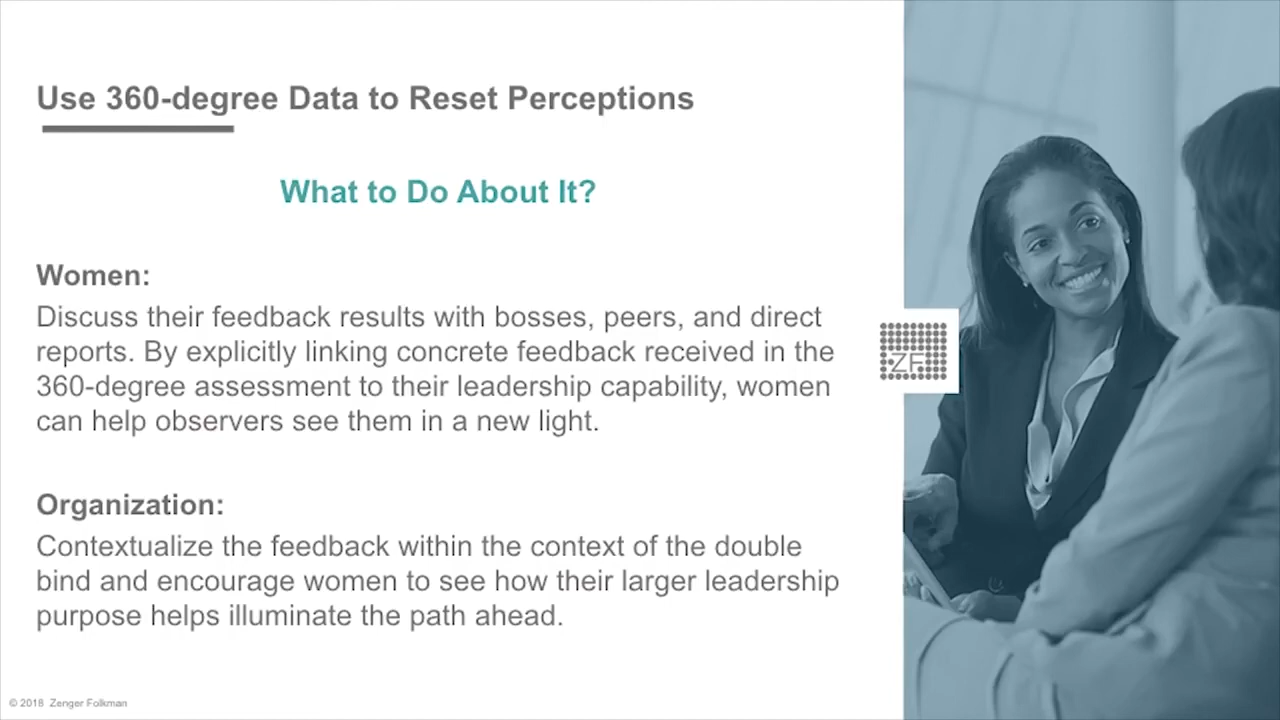 Use 360-degree Data to Reset Perceptions
What to Do About It?
Women:
Discuss their feedback results with bosses, peers, and direct
reports. By explicitly linking concrete feedback received in the
360-degree assessment to their leadership capability, women
can help observers see them in a new light.
ZF
Organization:
Contextualize the feedback within the context of the double
bind and encourage women to see how their larger leadership
purpose helps illuminate the path ahead.
© 2018 Zenger Folkman